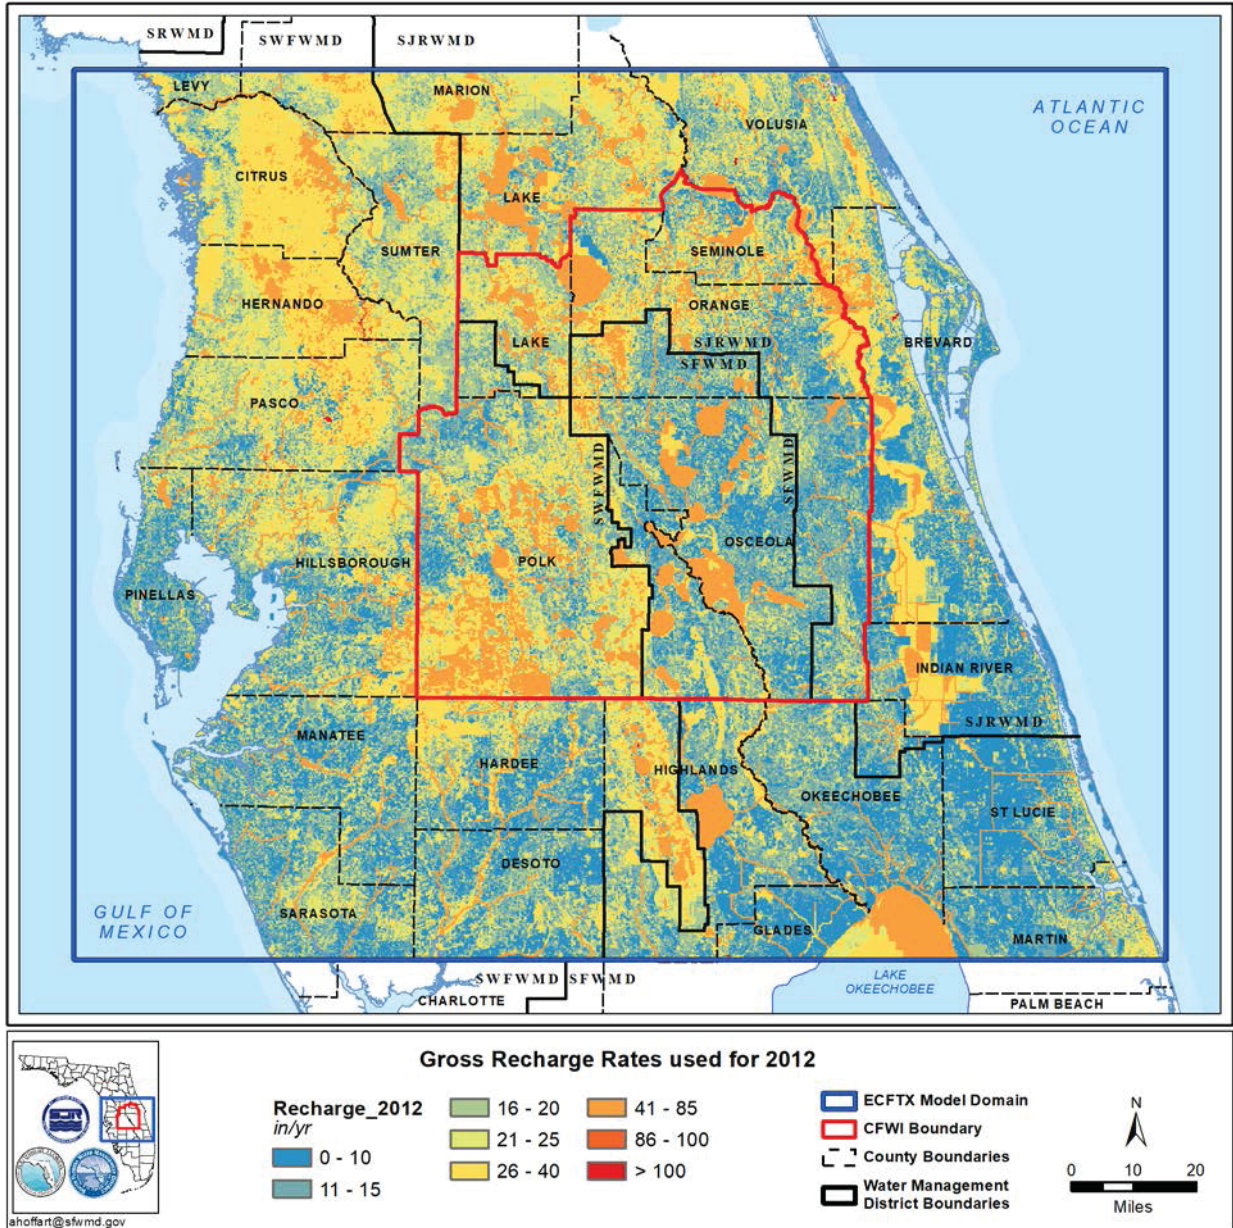 SRWMD
SWFWMD
SJRWMD
LEVY
MARION
VOLUSIA
ATLANTIC
OCEAN
CITRUS
LAKE
SUMTER
SEMINOLE
HERNANDO
ORANGE
LAKE
SJRWMD
SFWMD
BREVARD
PASCO
SWFWMD
SFWMD
OSCEOLA
HILLSBOROUGH
POLK
PINELLAS
INDIAN RIVER
SJRWMD
MANATEE
HARDEE
HIGHLANDS
OKEECHOBEE
ST LUCIE
DESOTO
SARASOTA
GULF OF
MEXICO
GLADES
MARTIN
SWFWMD
SFWMD
CHARLOTTE
LAKE
OKEECHOBEE
PALM BEACH
Gross Recharge Rates used for 2012
Recharge_2012
in/yr
0 - 10
11 - 15
16 - 20
21 - 25
26 - 40
41 - 85
86 - 100
> 100
ECFTX Model Domain
CFWI Boundary
County Boundaries
Water Management
District Boundaries
N
0 10 20
Miles
SJR
ahoffart@sfwmd.gov